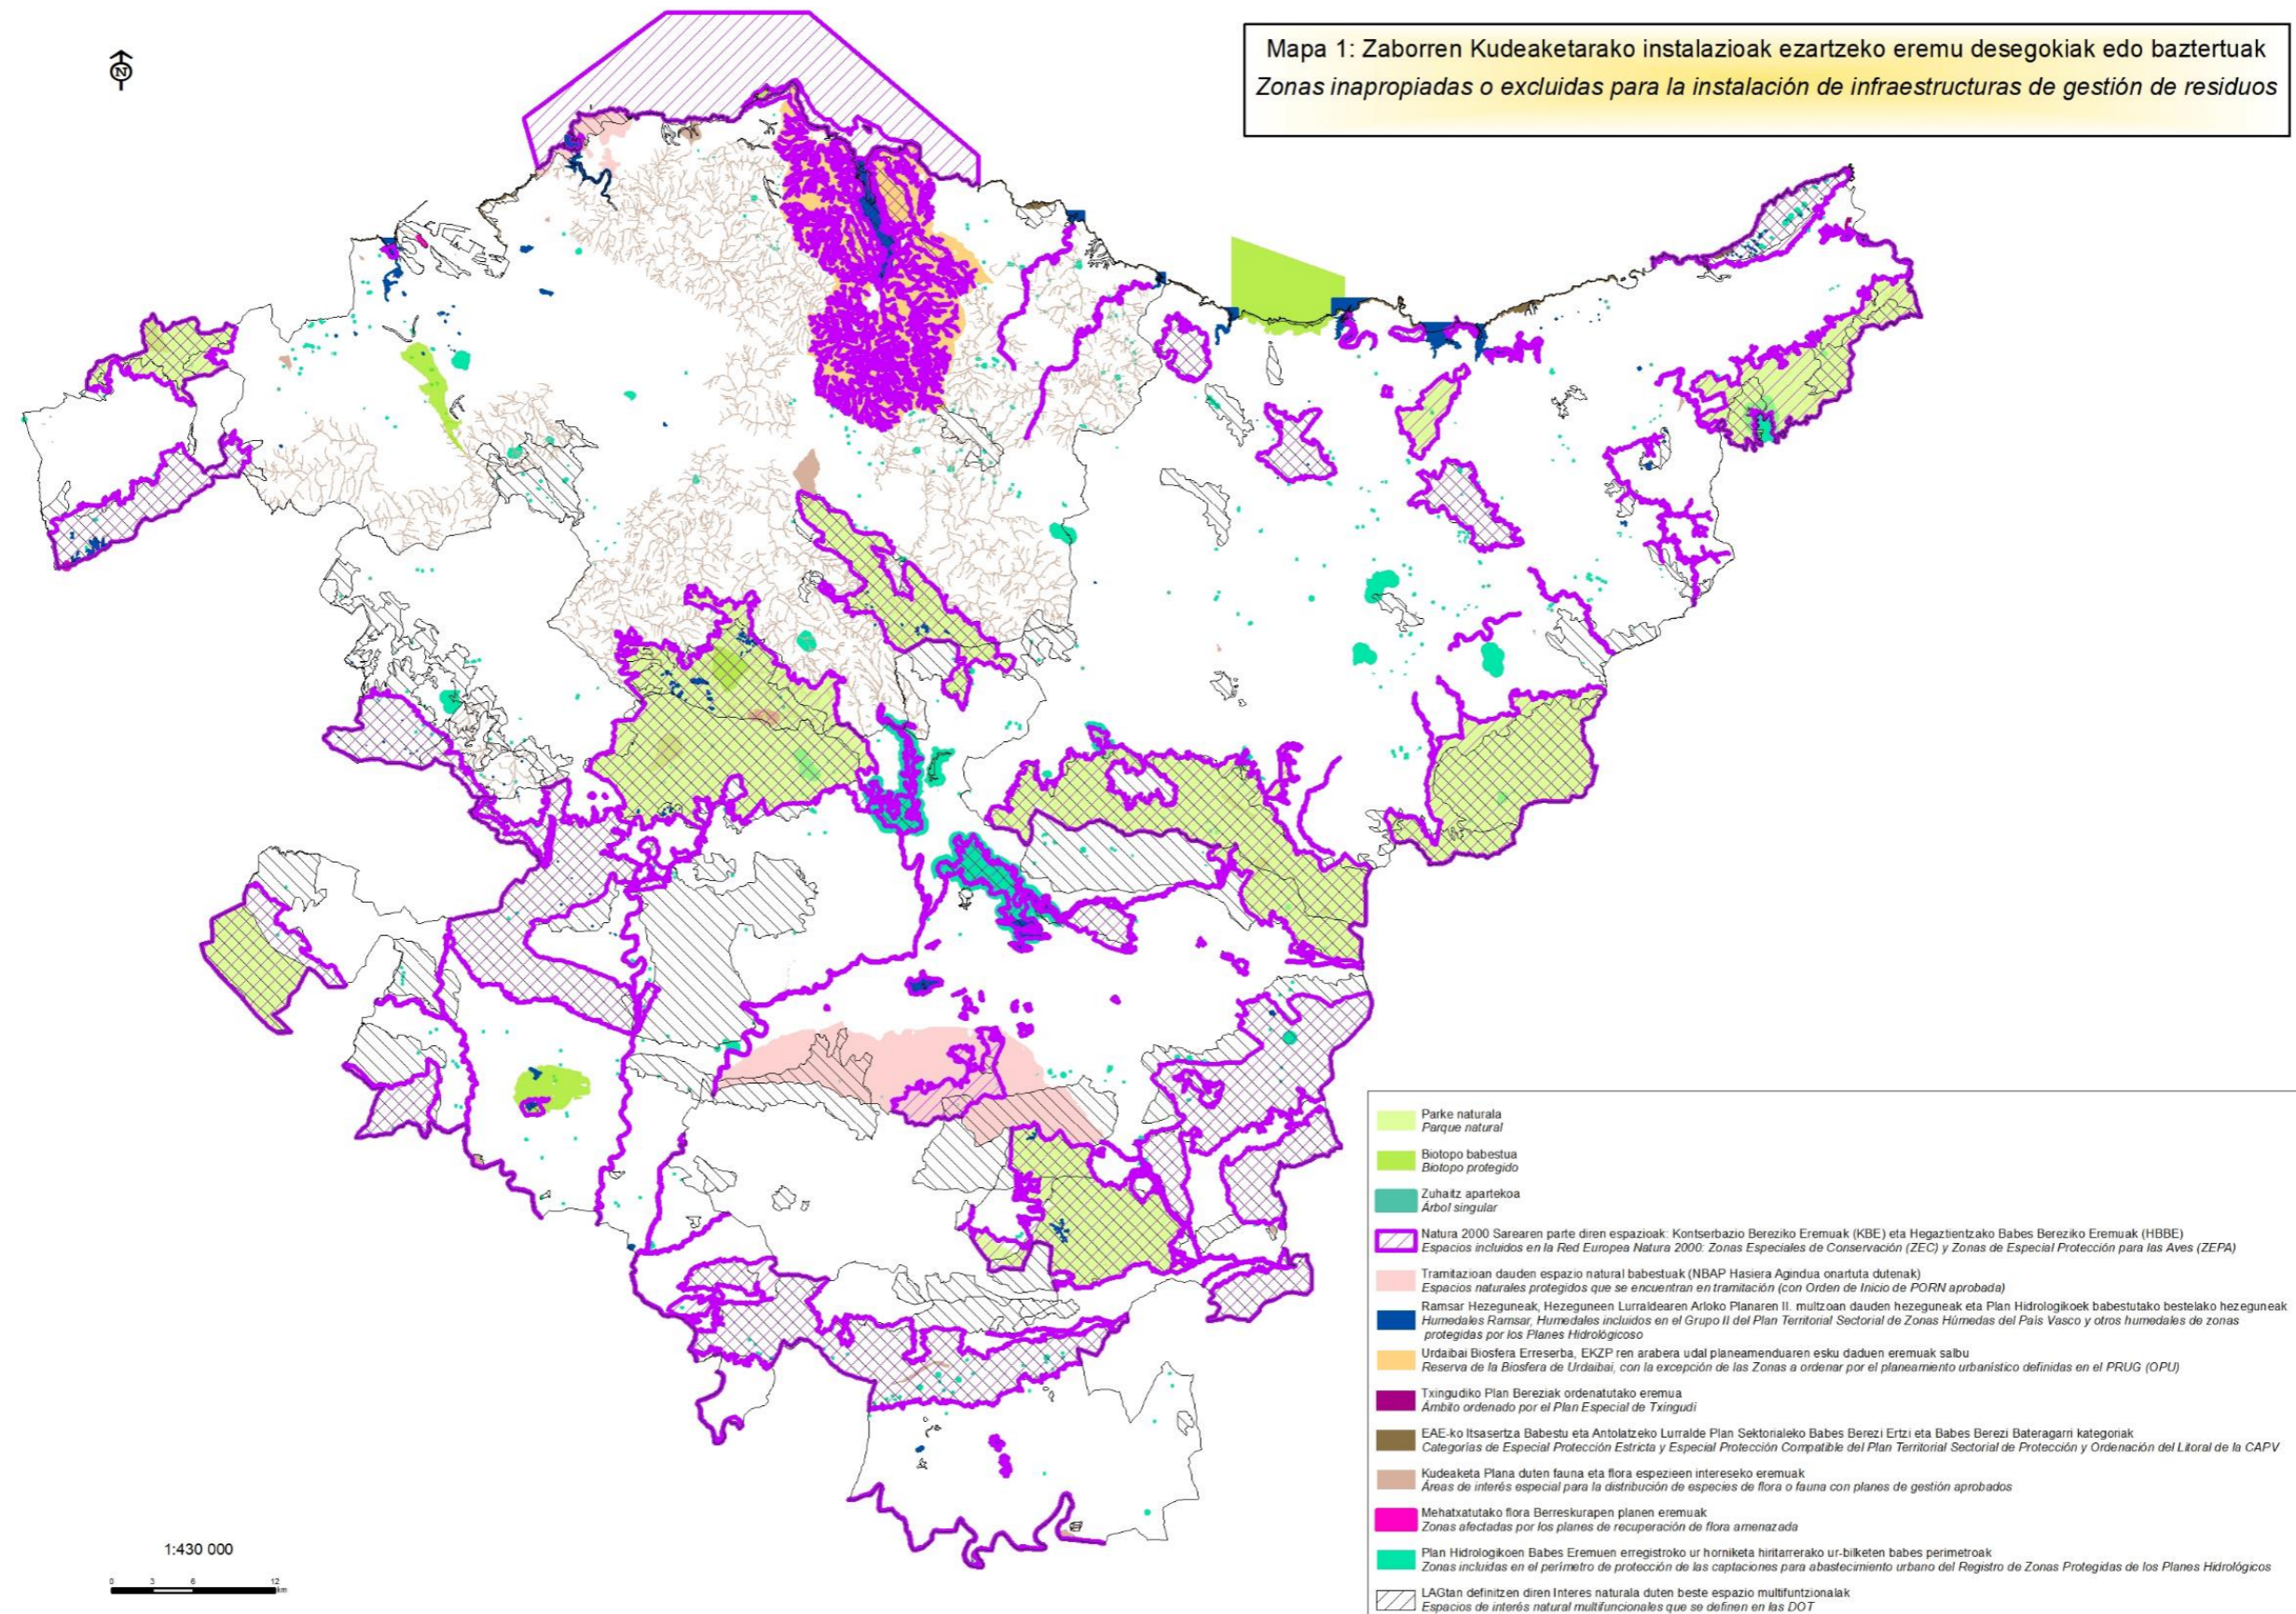 N
Mapa 1: Zaborren Kudeaketarako instalazioak ezartzeko eremu desegokiak edo baztertuak
Zonas inapropiadas o excluidas para la instalación de infraestructuras de gestión de residuos
Parke naturala
Parque natural
Biotopo babestua
Biotopo protegido
Zuhaitz apartekoa
Árbol singular
Natura 2000 Sarearen parte diren espazioak: Kontserbazio Bereziko Eremuak (KBE) eta Hegaztientzako Babes Bereziko Eremuak (HBBE)
Espacios incluidos en la Red Europea Natura 2000: Zonas Especiales de Conservación (ZEC) y Zonas de Especial Protección para las Aves (ZEPA)
Tramitazioan dauden espazio natural babestuak (NBAP Hasiera Agindua onartuta dutenak)
Espacios naturales protegidos que se encuentran en tramitación (con Orden de Inicio de PORN aprobada)
Ramsar Hezeguneak, Hezeguneen Lurraldearen Arloko Planaren II. multzoan dauden hezeguneak eta Plan Hidrologikoek babestutako bestelako hezeguneak
Humedales Ramsar, Humedales incluidos en el Grupo II del Plan Territorial Sectorial de Zonas Húmedas del País Vasco y otros humedales de zonas
protegidas por los Planes Hidrológicoso
Urdaibai Biosfera Erreserba, EKZP ren arabera udal planeamenduaren esku daduen eremuak salbu
Reserva de la Biosfera de Urdaibai, con la excepción de las Zonas a ordenar por el planeamiento urbanístico definidas en el PRUG (OPU)
Txingudiko Plan Bereziak ordenatutako eremua
Ámbito ordenado por el Plan Especial de Txingudi
EAE-ko Itsasertza Babestu eta Antolatzeko Lurralde Plan Sektorialeko Babes Berezi Ertzi eta Babes Berezi Bateragarri kategoriak
Categorías de Especial Protección Estricta y Especial Protección Compatible del Plan Territorial Sectorial de Protección y Ordenación del Litoral de la CAPV
Kudeaketa Plana duten fauna eta flora espezieen intereseko eremuak
Áreas de interés especial para la distribución de especies de flora o fauna con planes de gestión aprobados
Mehatxatutako flora Berreskurapen planen eremuak
Zonas afectadas por los planes de recuperación de flora amenazada
Plan Hidrologikoen Babes Eremuen erregistroko ur horniketa hiritarrerako ur-bilketen babes perimetroak
Zonas incluidas en el perímetro de protección de las captaciones para abastecimiento urbano del Registro de Zonas Protegidas de los Planes Hidrológicos
LAGtan definitzen diren Interes naturala duten beste espazio multifuntzionalak
Espacios de interés natural multifuncionales que se definen en las DOT
1:430 000
0 3 6 12
km